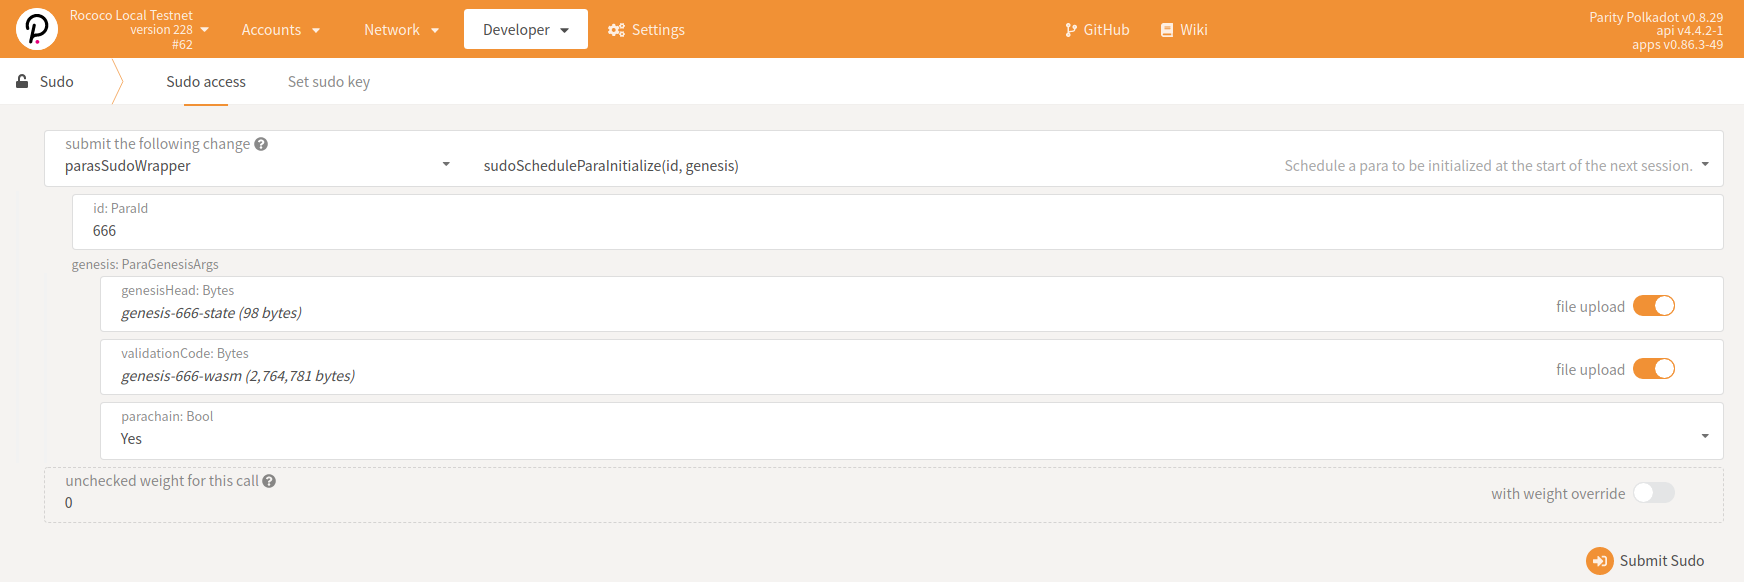 Rococo Local Testnet
version 228
#62
Accounts
Network
Developer
Settings
GitHub
Wiki
Parity Polkadot v0.8.29
api v4.4.2-1
apps v0.86.3-49
Sudo
Sudo access
Set sudo key
submit the following change
parasSudoWrapper
sudoScheduleParaInitialize(id, genesis)
Schedule a para to be initialized at the start of the next session.
id: ParaId
666
genesis: ParaGenesisArgs
genesisHead: Bytes
genesis-666-state (98 bytes)
file upload
validationCode: Bytes
genesis-666-wasm (2,764,781 bytes)
file upload
parachain: Bool
Yes
unchecked weight for this call
0
with weight override
Submit Sudo